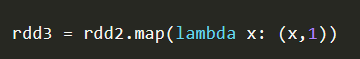 rdd3 = rdd2.map(lambda x: (x,1))